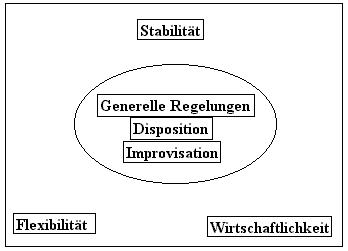 Stabilität
Generelle Regelungen
Disposition
Improvisation
Flexibilität
Wirtschaftlichkeit